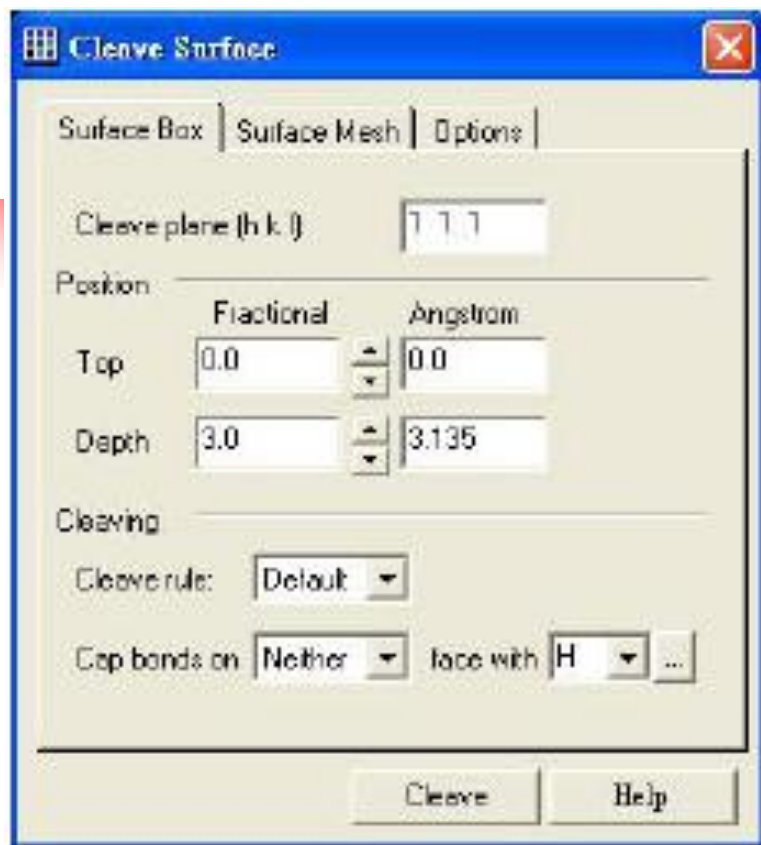 Cleave Surface
Surface Box Surface Mesh Options
Cleave plane (h k l) 1 1 1
Position
Fractional Angstrom
Top 0.0 0.0
Depth 3.0 3.135
Cleaving
Cleave rule: Default
Cap bonds on Neither face with H ...
Cleave Help